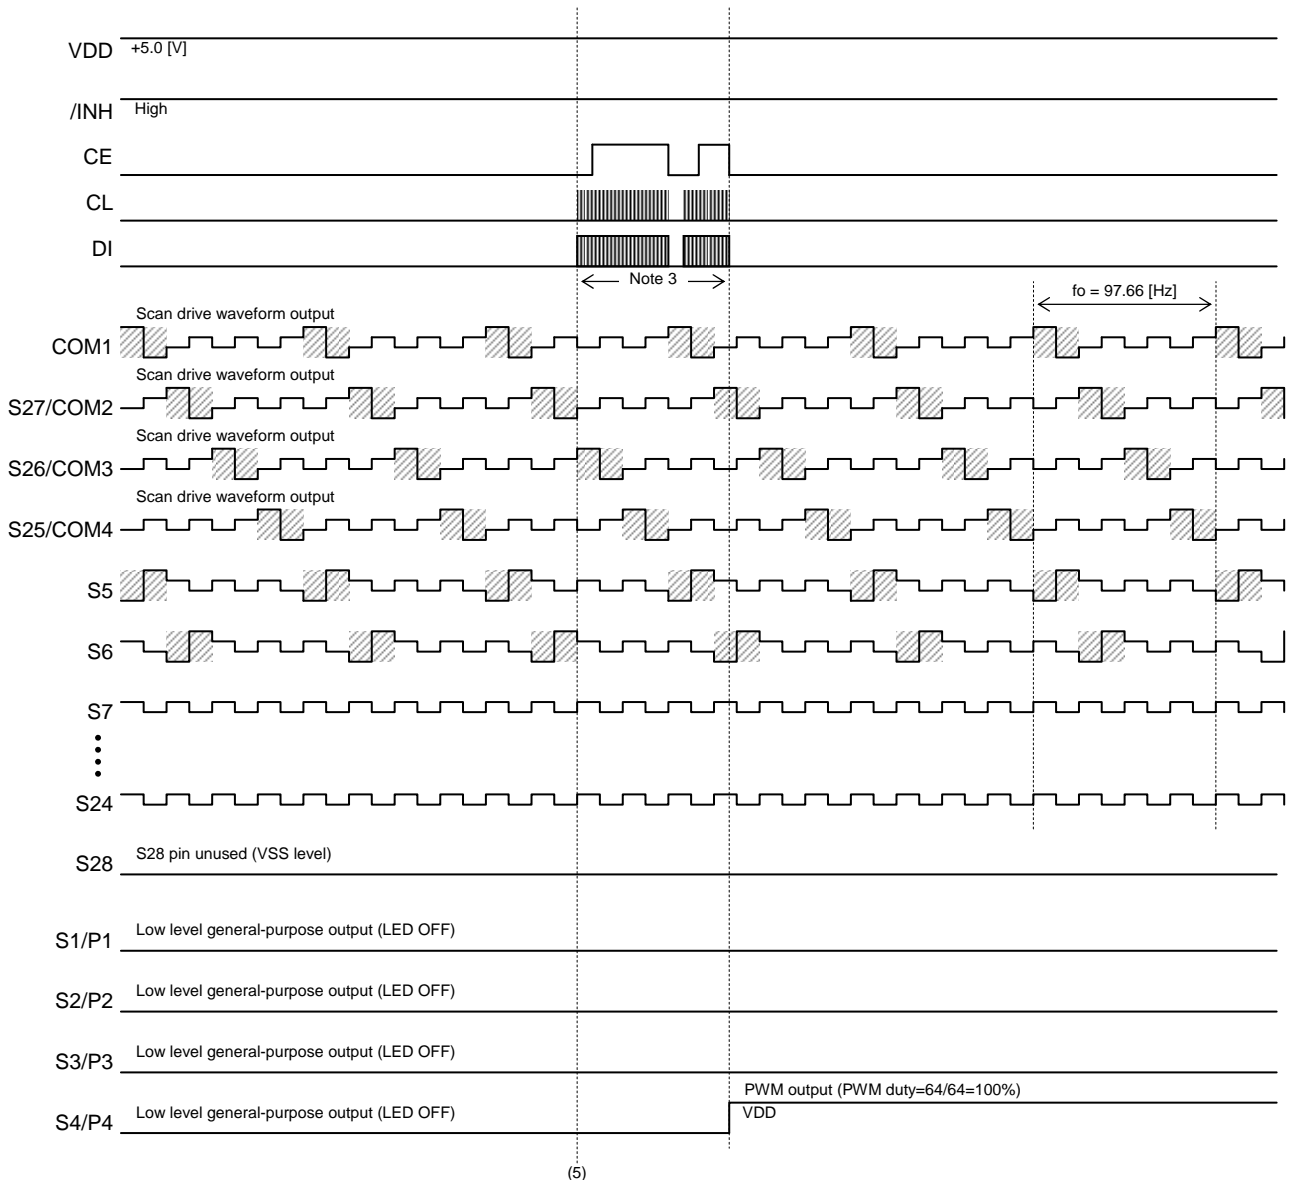 VDD
+5.0 [V]
/INH
High
CE
CL
DI
Note 3
fo = 97.66 [Hz]
Scan drive waveform output
COM1
Scan drive waveform output
S27/COM2
Scan drive waveform output
S26/COM3
Scan drive waveform output
S25/COM4
S5
S6
S7
S24
S28 pin unused (VSS level)
S28
Low level general-purpose output (LED OFF)
S1/P1
Low level general-purpose output (LED OFF)
S2/P2
Low level general-purpose output (LED OFF)
S3/P3
PWM output (PWM duty=64/64=100%)
Low level general-purpose output (LED OFF)
VDD
S4/P4
(5)